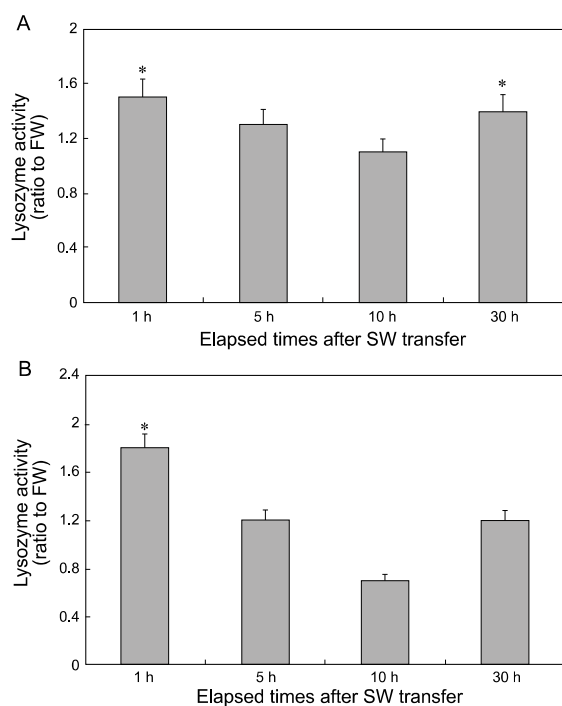 A
Lysozyme activity
(ratio to FW)
2
1.6
1.2
0.8
0.4
0
*
*
1 h
5 h
10 h
30 h
Elapsed times after SW transfer
B
Lysozyme activity
(ratio to FW)
2.4
2
1.6
1.2
0.8
0.4
0
*
1 h
5 h
10 h
30 h
Elapsed times after SW transfer